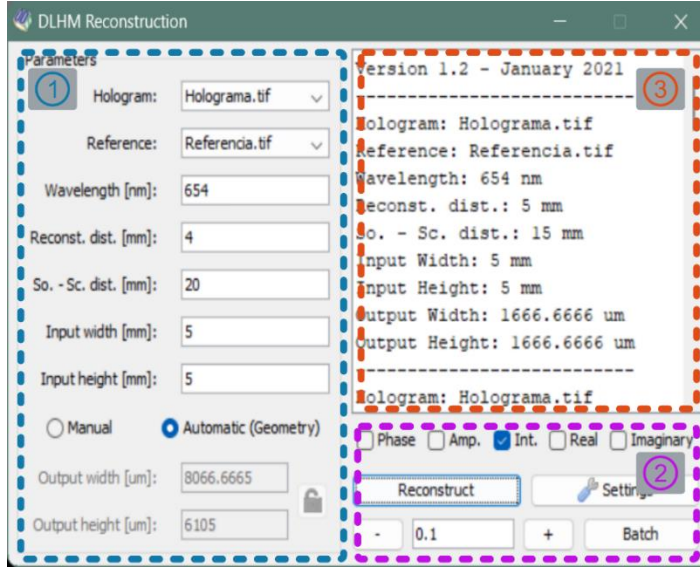 DLHM Reconstruction
Parameters
1
Hologram: Holograma.tif
Reference: Referencia.tif
Wavelength [nm]: 654
Reconst. dist. [mm]: 4
So. - Sc. dist. [mm]: 20
Input width [mm]: 5
Input height [mm]: 5
Manual Automatic (Geometry)
Output width [um]: 8066.6665
Output height [um]: 6105
Version 1.2 - January 2021
3
----------------------------
Hologram: Holograma.tif
Reference: Referencia.tif
Wavelength: 654 nm
Reconst. dist.: 5 mm
So. - Sc. dist.: 15 mm
Input Width: 5 mm
Input Height: 5 mm
Output Width: 1666.6666 um
Output Height: 1666.6666 um
----------------------------
Hologram: Holograma.tif
Phase Amp. Int. Real Imaginary
2
Reconstruct Settings
- 0.1 + Batch